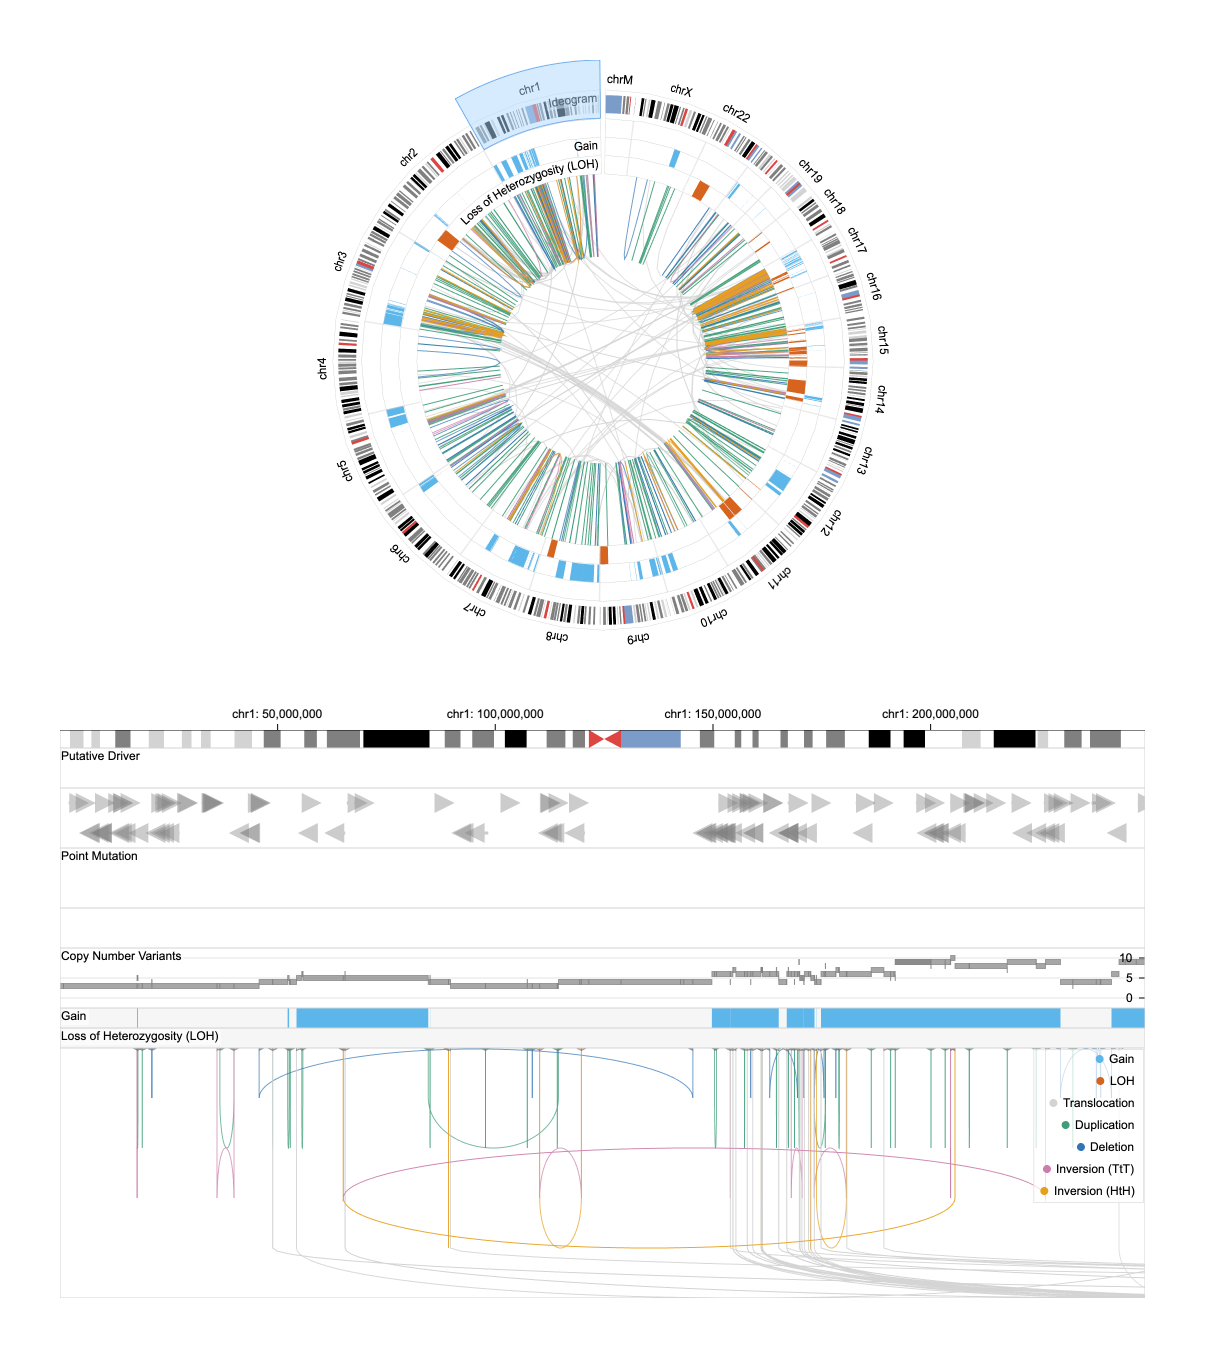 chrM
chrX
chr1
Ideogram
chr22
chr2
Gain
chr19
Loss of Heterozygosity (LOH)
chr18
chr17
chr3
chr16
chr15
chr4
chr14
chr5
chr13
chr12
chr6
chr11
chr7
chr10
chr8
chr9
chr1: 50,000,000
chr1: 100,000,000
chr1: 150,000,000
chr1: 200,000,000
Putative Driver
Point Mutation
Copy Number Variants
10
5
0
Gain
Loss of Heterozygosity (LOH)
Gain
LOH
Translocation
Duplication
Deletion
Inversion (TtT)
Inversion (HtH)